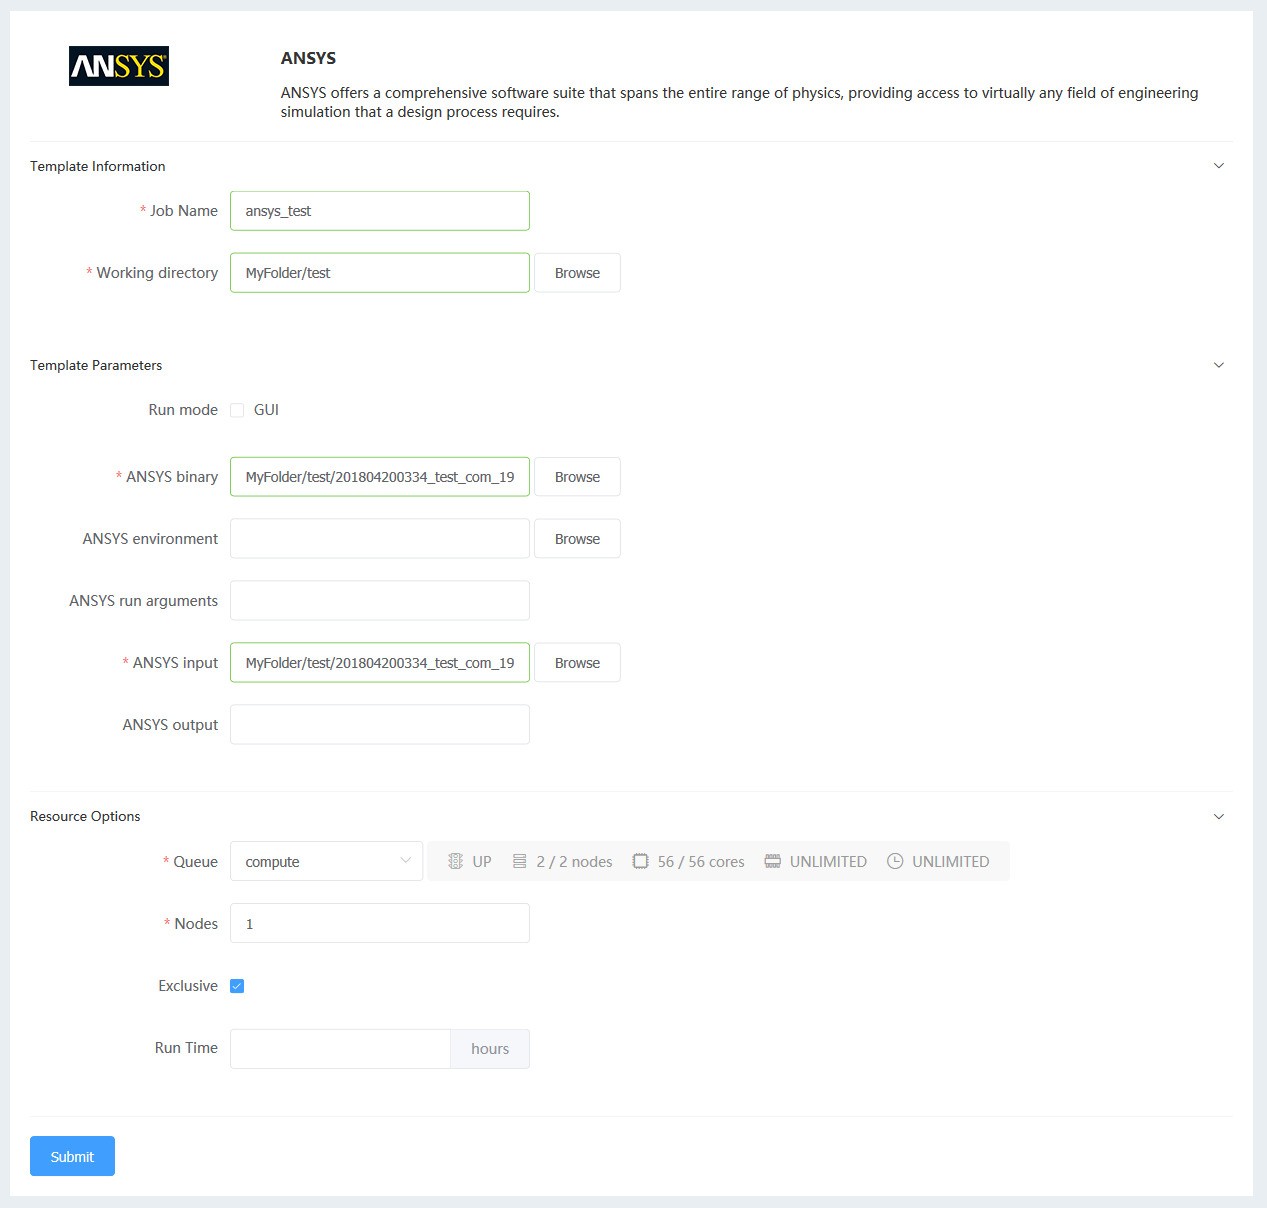 ANSYS
ANSYS
ANSYS offers a comprehensive software suite that spans the entire range of physics, providing access to virtually any field of engineering
simulation that a design process requires.
Template Information
* Job Name ansys_test
* Working directory MyFolder/test Browse
Template Parameters
Run mode GUI
* ANSYS binary MyFolder/test/201804200334_test_com_19 Browse
ANSYS environment Browse
ANSYS run arguments
* ANSYS input MyFolder/test/201804200334_test_com_19 Browse
ANSYS output
Resource Options
* Queue compute UP 2 / 2 nodes 56 / 56 cores UNLIMITED UNLIMITED
* Nodes 1
Exclusive
Run Time hours
Submit